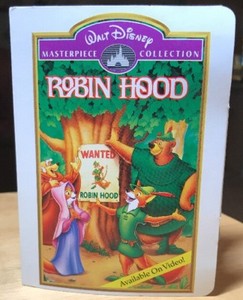 WALT DISNEY
MASTERPIECE COLLECTION
ROBIN HOOD
WANTED
ROBIN HOOD
Available On Video!